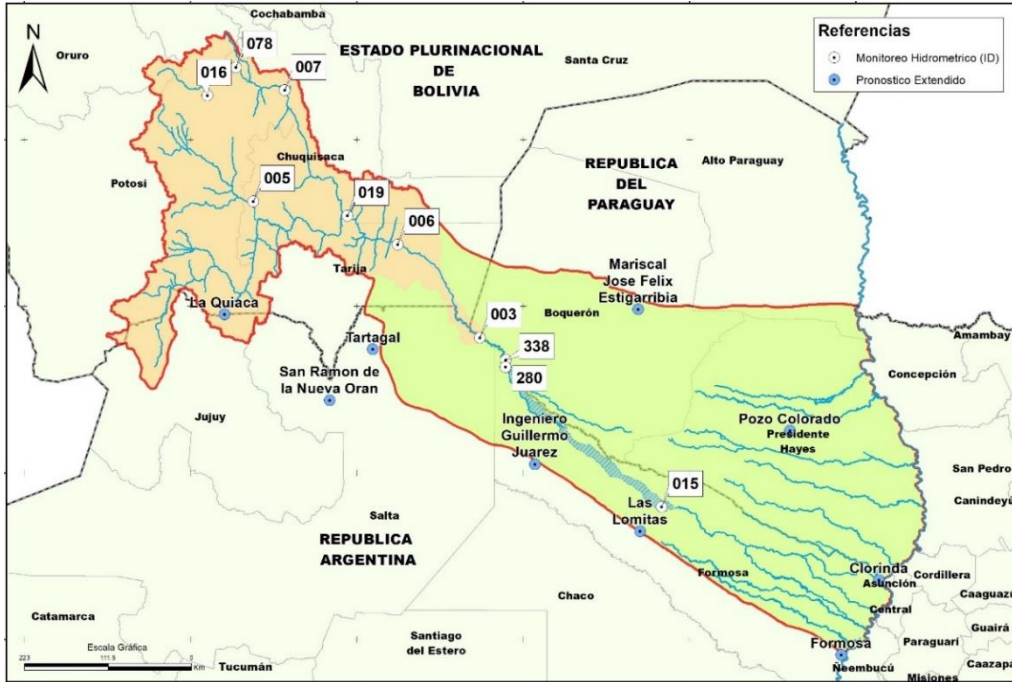 Cochabamba
N
Oruro
078
ESTADO PLURINACIONAL
DE
BOLIVIA
Santa Cruz
Referencias
Monitoreo Hidrometrico (ID)
Pronostico Extendido
016
007
Chuquisaca
REPUBLICA
DEL
PARAGUAY
Alto Paraguay
Potosí
005
019
006
Tarija
Mariscal
Jose Felix
Estigarribia
La Quiaca
Boquerón
003
Tartagal
338
280
Amambay
Concepción
San Ramon de
la Nueva Oran
Jujuy
Ingeniero
Guillermo
Juarez
Pozo Colorado
Presidente
Hayes
San Pedro
Canindeyú
015
Las
Lomitas
Salta
REPUBLICA
ARGENTINA
Formosa
Clorinda
Asunción
Cordillera
Caaguazú
Chaco
Central
Guairá
Catamarca
Santiago
del Estero
Paraguarí
Caazapá
Formosa
Ñeembucú
Misiones
Escala Gráfica
223 111.5 0
Km
Tucumán